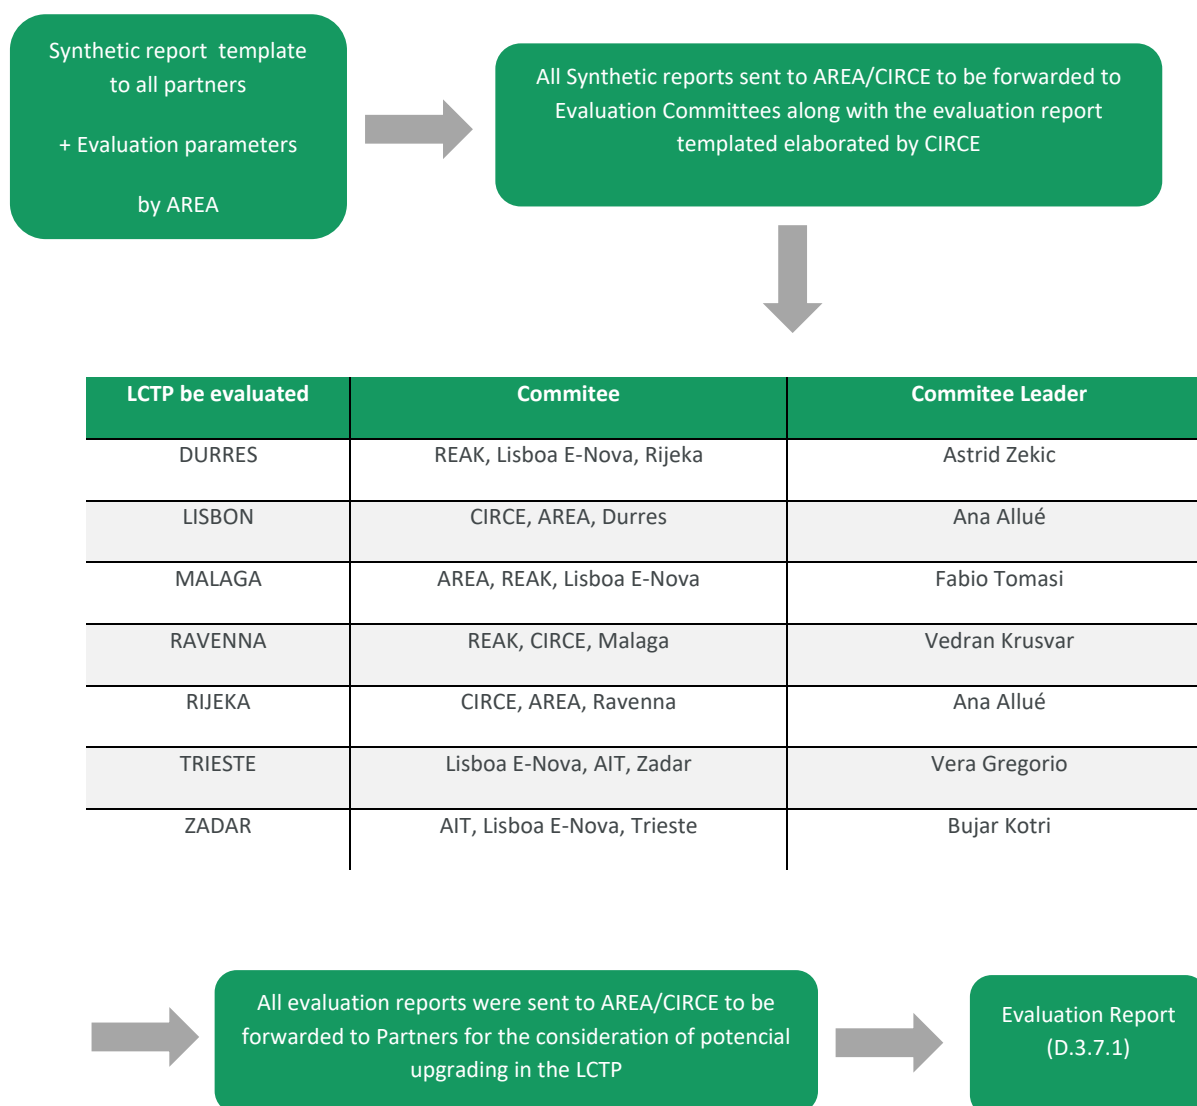 Synthetic report template
to all partners
+ Evaluation parameters
by AREA
All Synthetic reports sent to AREA/CIRCE to be forwarded to
Evaluation Committees along with the evaluation report
templated elaborated by CIRCE
LCTP be evaluated Commitee Commitee Leader
DURRES REAK, Lisboa E-Nova, Rijeka Astrid Zekic
LISBON CIRCE, AREA, Durres Ana Allué
MALAGA AREA, REAK, Lisboa E-Nova Fabio Tomasi
RAVENNA REAK, CIRCE, Malaga Vedran Krusvar
RIJEKA CIRCE, AREA, Ravenna Ana Allué
TRIESTE Lisboa E-Nova, AIT, Zadar Vera Gregorio
ZADAR AIT, Lisboa E-Nova, Trieste Bujar Kotri
All evaluation reports were sent to AREA/CIRCE to be
forwarded to Partners for the consideration of potencial
upgrading in the LCTP
Evaluation Report
(D.3.7.1)